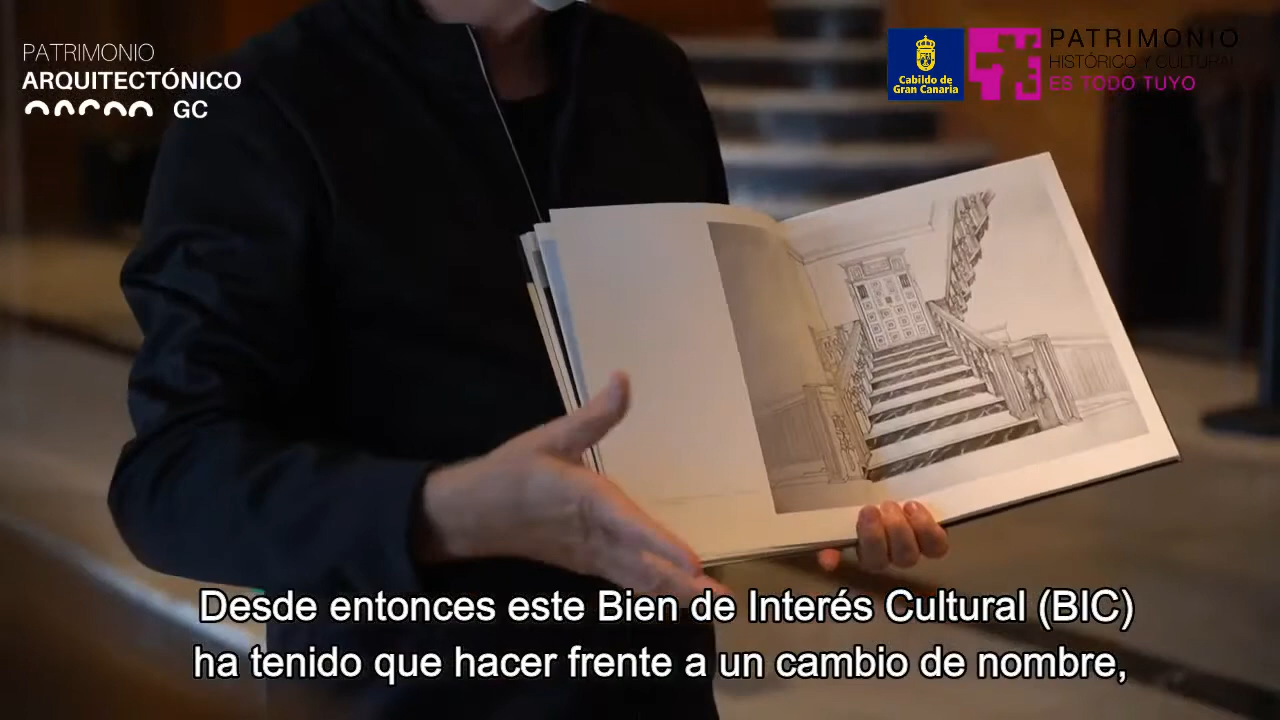 PATRIMONIO
ARQUITECTÓNICO
GC
Cabildo de
Gran Canaria
PATRIMONIO
HISTÓRICO Y CULTURAL
ES TODO TUYO
Desde entonces este Bien de Interés Cultural (BIC)
ha tenido que hacer frente a un cambio de nombre,